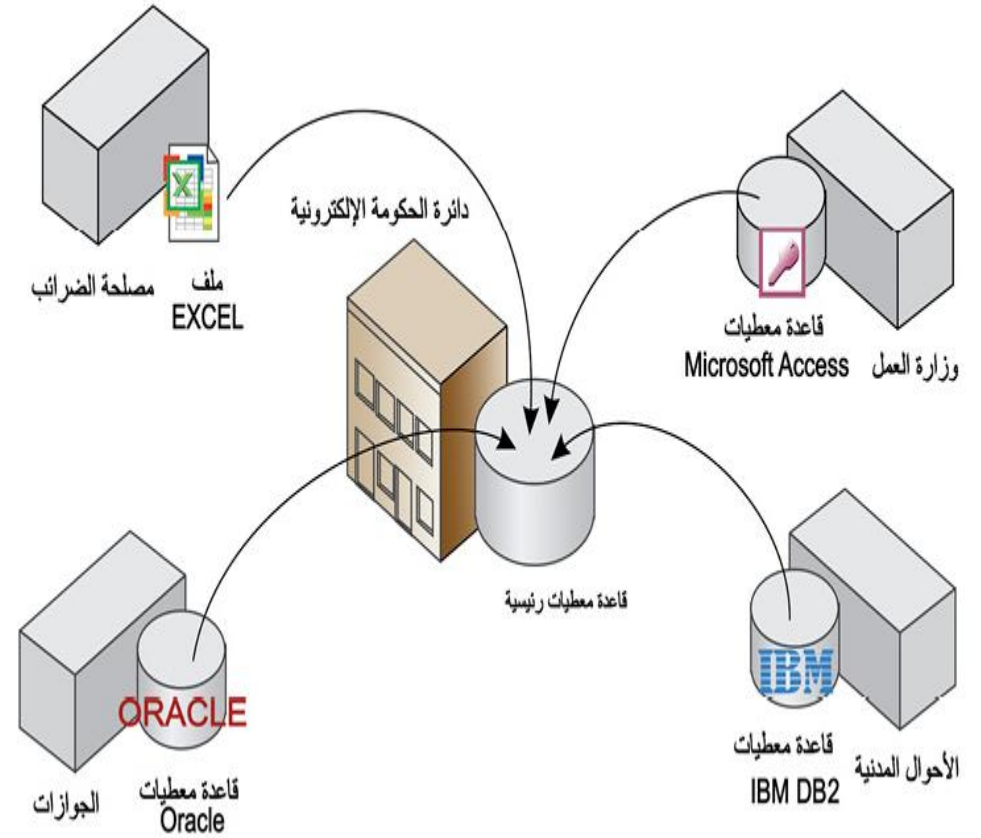 دائرة الحكومة الإلكترونية
ملف
EXCEL
مصلحة الضرائب
قاعدة معطيات
Microsoft Access
وزارة العمل
قاعدة معطيات رئيسية
ORACLE
قاعدة معطيات
Oracle
الجوازات
IBM
قاعدة معطيات
IBM DB2
الأحوال المدنية